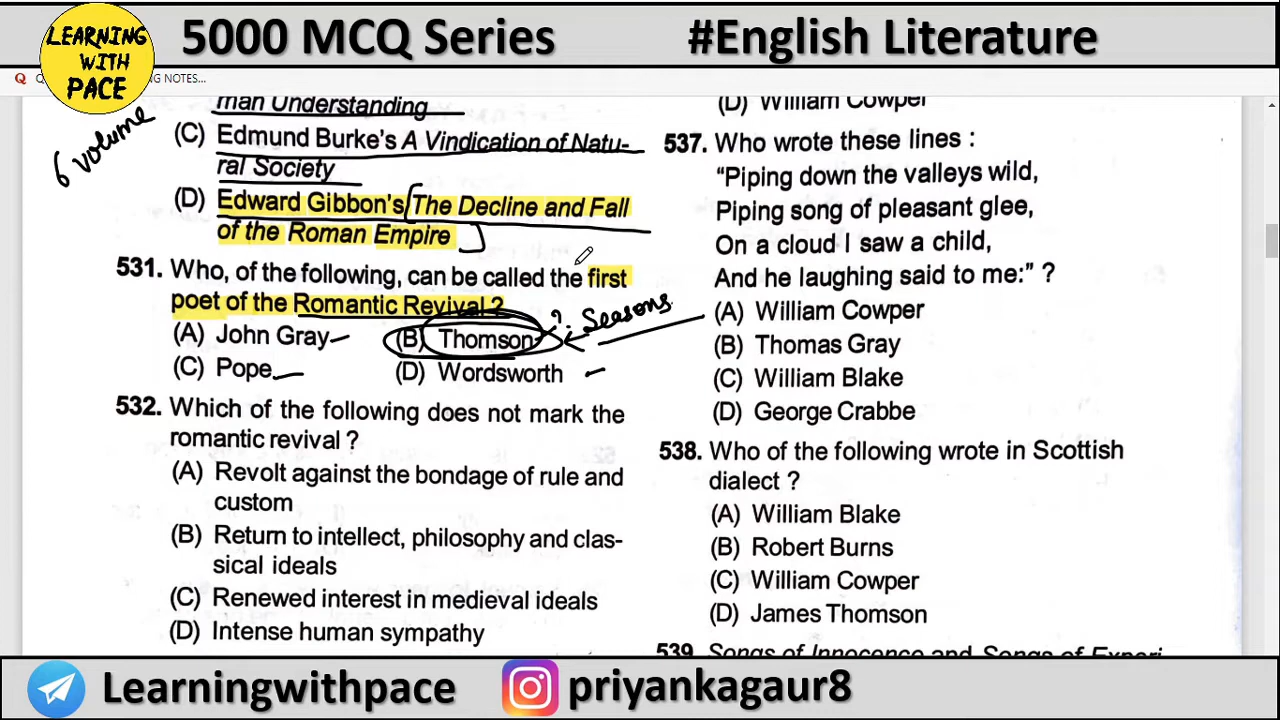 LEARNING
WITH
PACE
5000 MCQ Series
#English Literature
Q
NG NOTES...
6 volume
man Understanding
(C) Edmund Burke's A Vindication of Natu-
ral Society
(D) Edward Gibbon's The Decline and Fall
of the Roman Empire
531. Who, of the following, can be called the first
poet of the Romantic Revival ?
(A) John Gray
(B) Thomson
? Seasons
(C) Pope
(D) Wordsworth
532. Which of the following does not mark the
romantic revival ?
(A) Revolt against the bondage of rule and
custom
(B) Return to intellect, philosophy and clas-
sical ideals
(C) Renewed interest in medieval ideals
(D) Intense human sympathy
(D) William Cowper
537. Who wrote these lines :
“Piping down the valleys wild,
Piping song of pleasant glee,
On a cloud I saw a child,
And he laughing said to me:” ?
(A) William Cowper
(B) Thomas Gray
(C) William Blake
(D) George Crabbe
538. Who of the following wrote in Scottish
dialect ?
(A) William Blake
(B) Robert Burns
(C) William Cowper
(D) James Thomson
539. Songs of Innocence and Songs of Experi
Learningwithpace
priyankagaur8